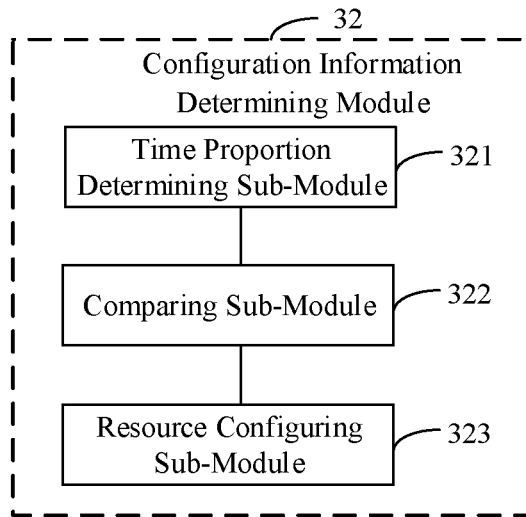 32
Configuration Information
Determining Module
Time Proportion
Determining Sub-Module
321
Comparing Sub-Module
322
Resource Configuring
Sub-Module
323